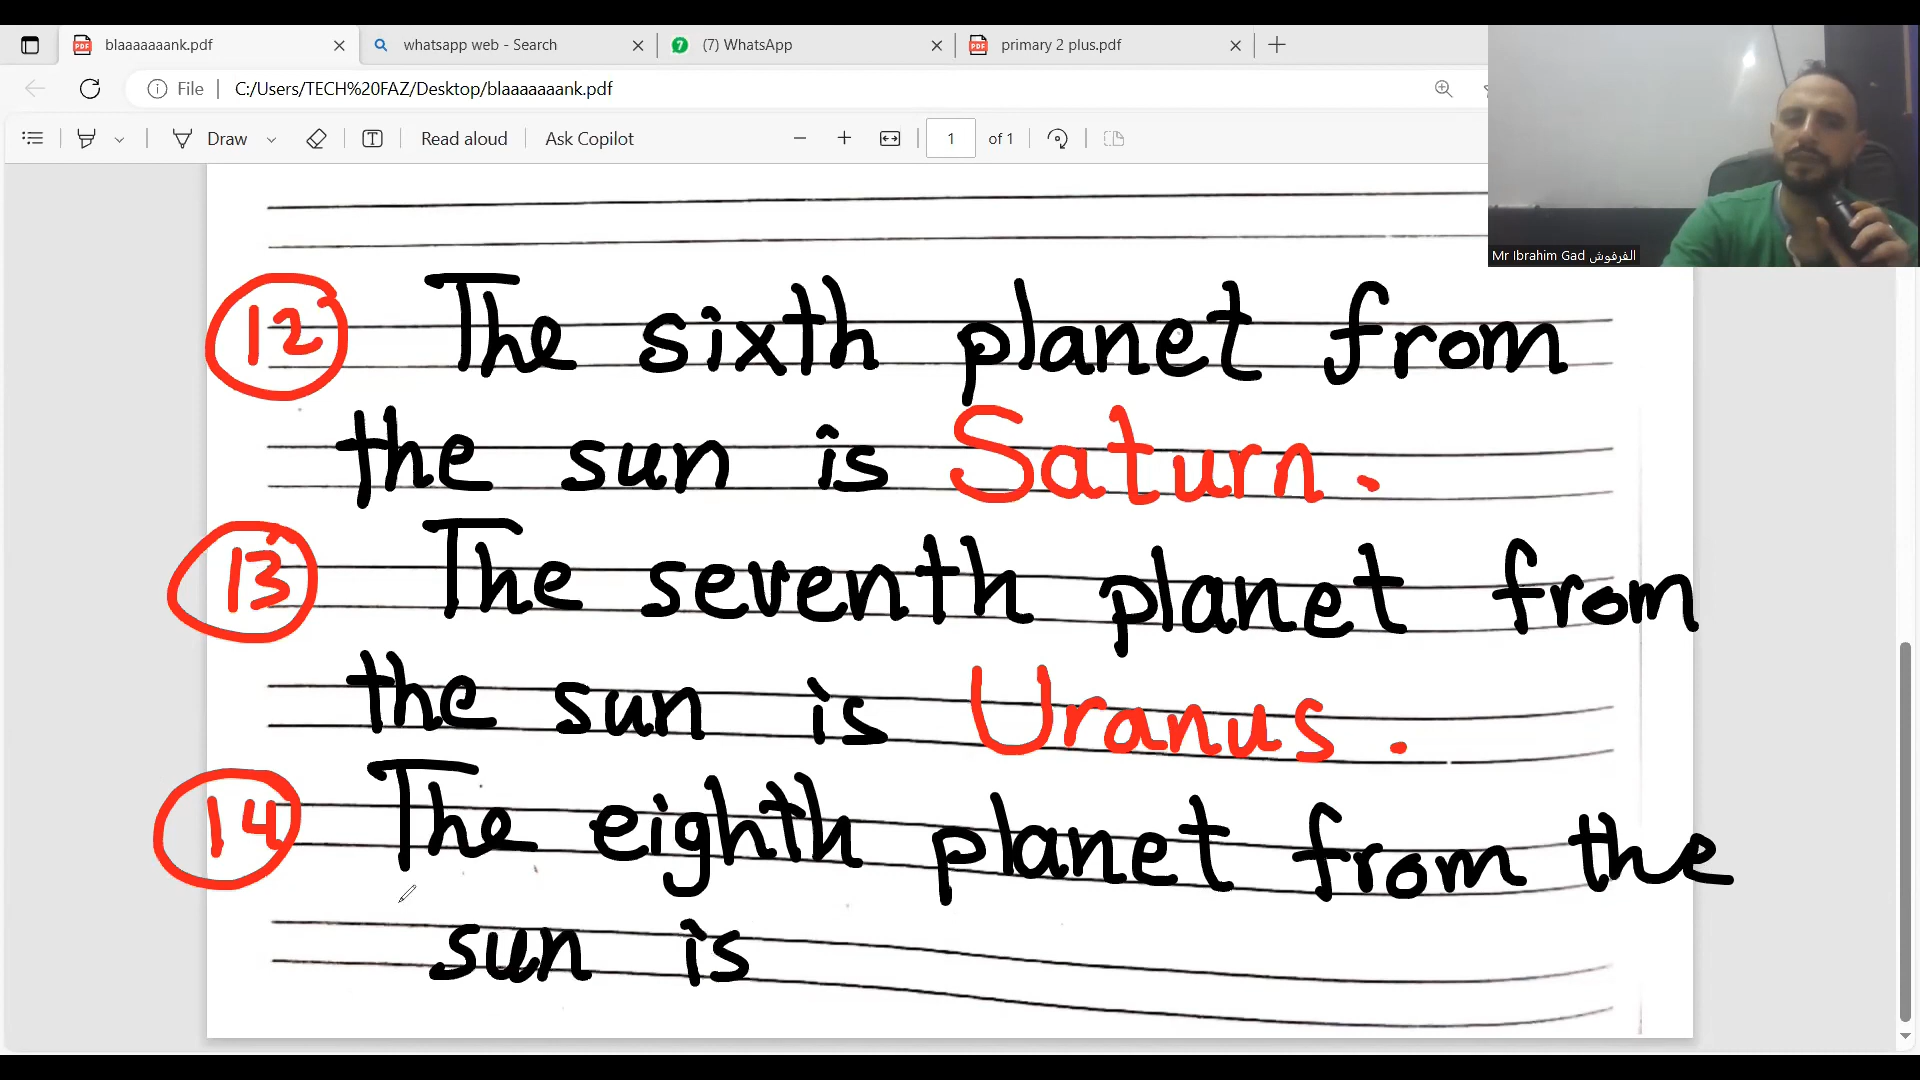 blaaaaaaank.pdf
whatsapp web - Search
7
(7) WhatsApp
primary 2 plus.pdf
File
C:/Users/TECH%20FAZ/Desktop/blaaaaaaank.pdf
Draw
Read aloud
Ask Copilot
1
of 1
Mr Ibrahim Gad الفرفوش
12 The sixth planet from
the sun is Saturn.
13 The seventh planet from
the sun is Uranus.
14 The eighth planet from the
sun is